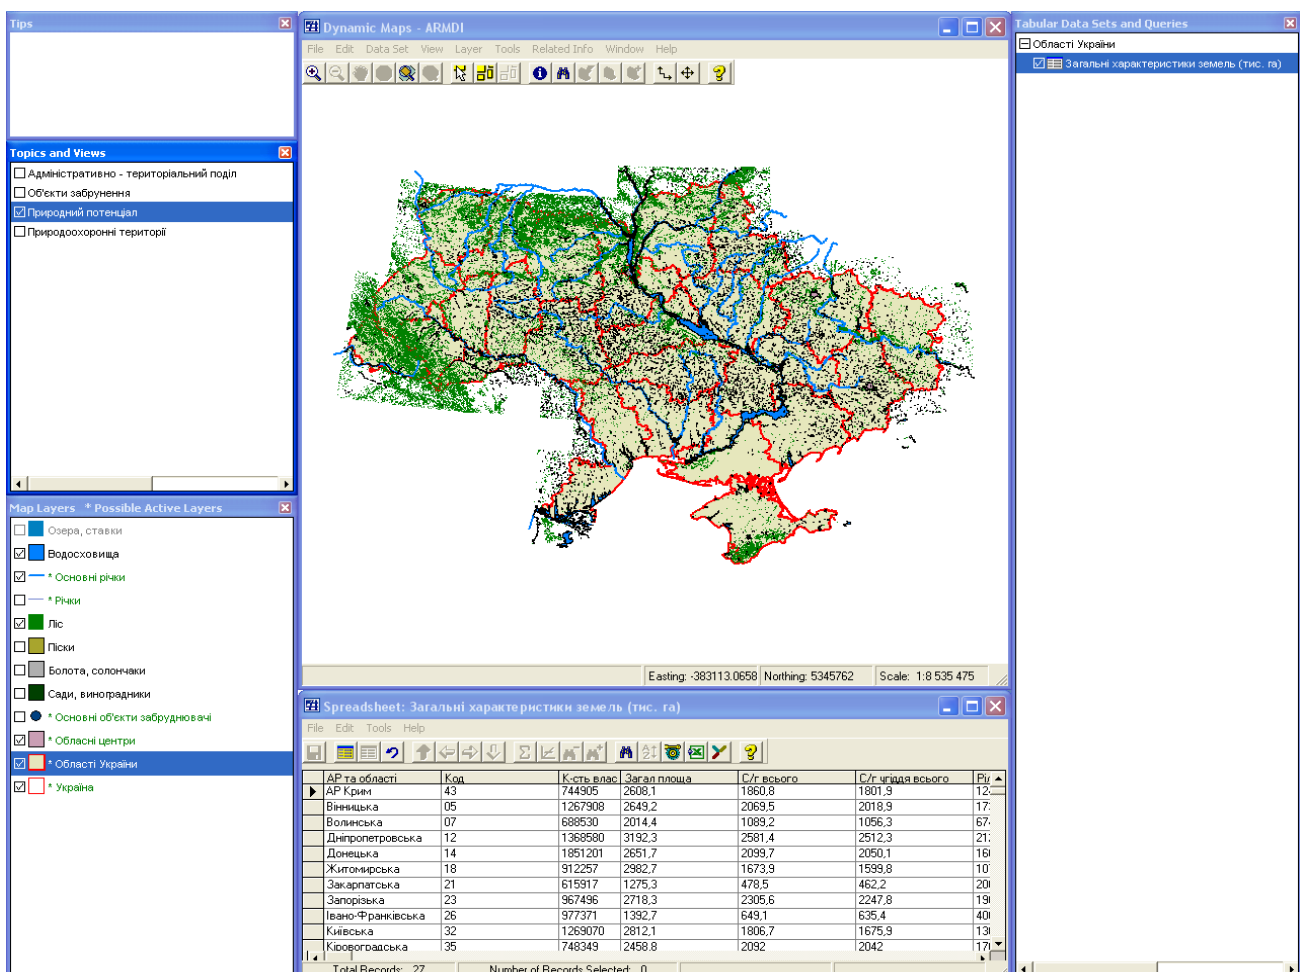 Tips
Topics and Views
Адміністративно - територіальний поділ
Об'єкти забрунення
Природний потенціал
Природоохоронні території
Map Layers * Possible Active Layers
Озера, ставки
Водосховища
* Основні річки
* Річки
Ліс
Піски
Болота, солончаки
Сади, виноградники
* Основні об'єкти забруднювачі
* Обласні центри
* Області України
* Україна
Dynamic Maps - ARMDI
File Edit Data Set View Layer Tools Related Info Window Help
Easting: -383113.0658 Northing: 5345762 Scale: 1:8 535 475
Spreadsheet: Загальні характеристики земель (тис. га)
File Edit Tools Help
АР та області Код К-сть влас Загал площа С/г всього С/г угіддя всього
АР Крим 43 744905 2608,1 1860,8 1801,9
Вінницька 05 1267908 2649,2 2069,5 2018,9
Волинська 07 688530 2014,4 1089,2 1056,3
Дніпропетровська 12 1368580 3192,3 2581,4 2512,3
Донецька 14 1851201 2651,7 2099,7 2050,1
Житомирська 18 912257 2982,7 1673,9 1599,8
Закарпатська 21 615917 1275,3 478,5 462,2
Запорізька 23 967496 2718,3 2305,6 2247,8
Івано-Франківська 26 977371 1392,7 649,1 635,4
Київська 32 1269070 2812,1 1806,7 1675,9
Кіровоградська 35 748349 2458,8 2092 2042
Total Records: 27 Number of Records Selected: 0
Tabular Data Sets and Queries
Області України
Загальні характеристики земель (тис. га)